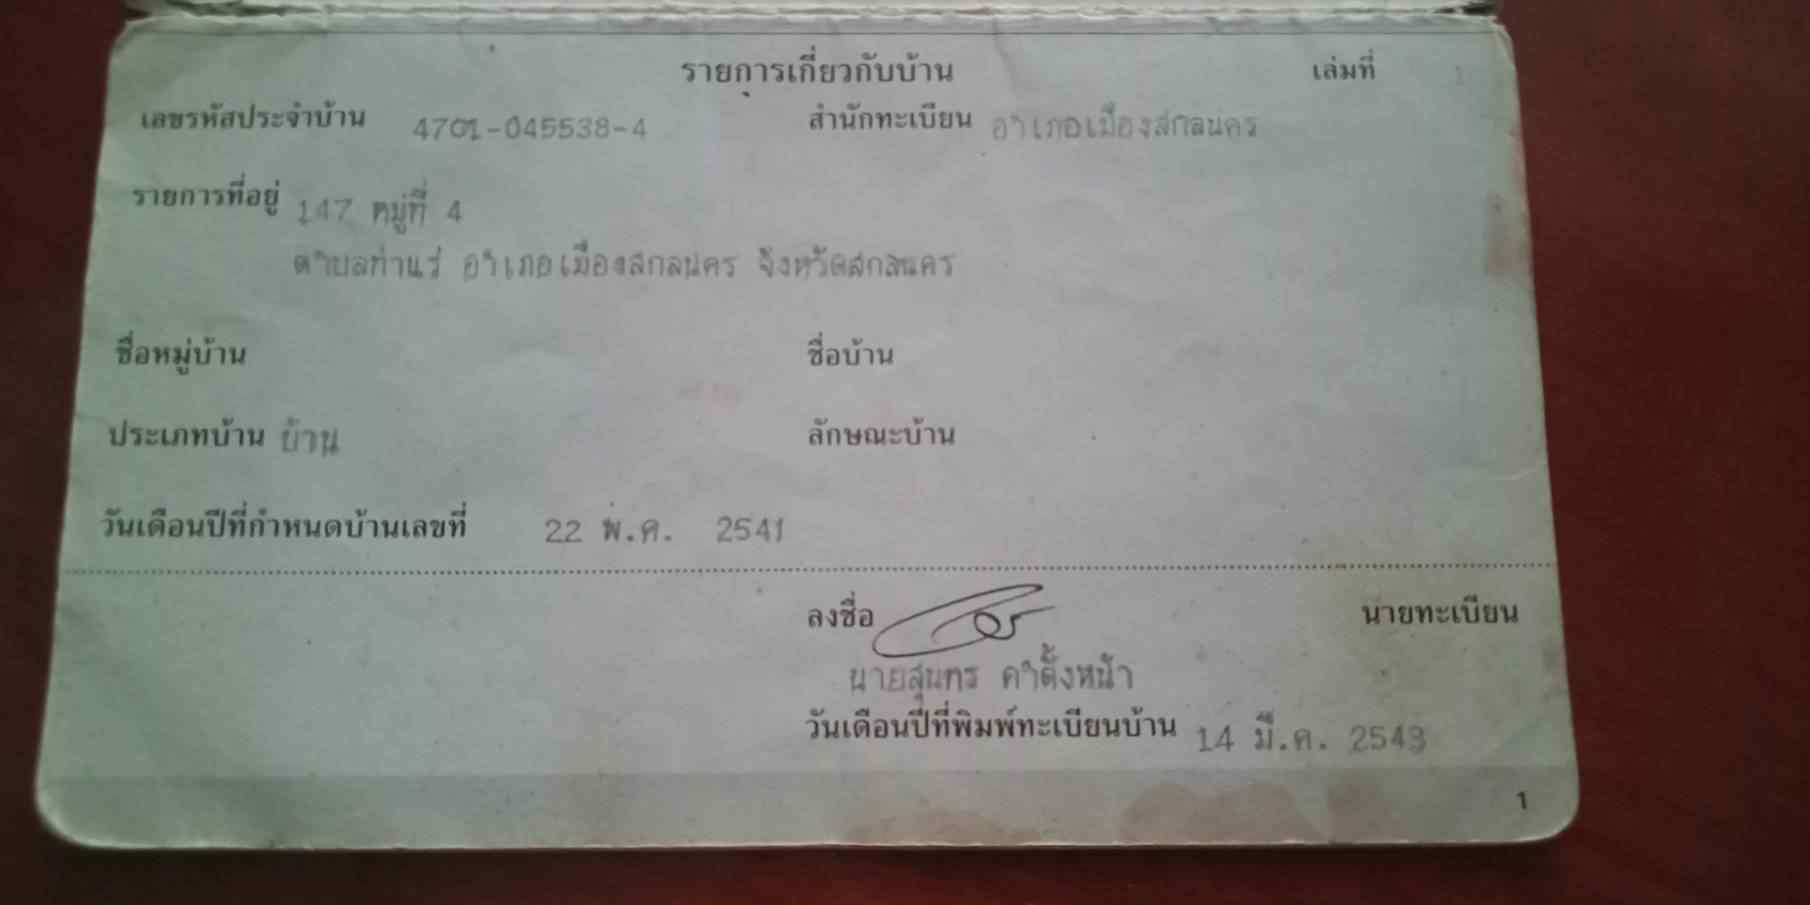 รายการเกี่ยวกับบ้าน เล่มที่ 1
เลขรหัสประจำบ้าน 4701-045538-4 สำนักทะเบียน อำเภอเมืองสกลนคร
รายการที่อยู่ 147 หมู่ที่ 4
ตำบลท่าแร่ อำเภอเมืองสกลนคร จังหวัดสกลนคร
ชื่อหมู่บ้าน ชื่อบ้าน
ประเภทบ้าน บ้าน ลักษณะบ้าน
วันเดือนปีที่กำหนดบ้านเลขที่ 22 พ.ค. 2541
ลงชื่อ นายทะเบียน
นายสุนทร คำตั้งหน้า
วันเดือนปีที่พิมพ์ทะเบียนบ้าน 14 มี.ค. 2543
1